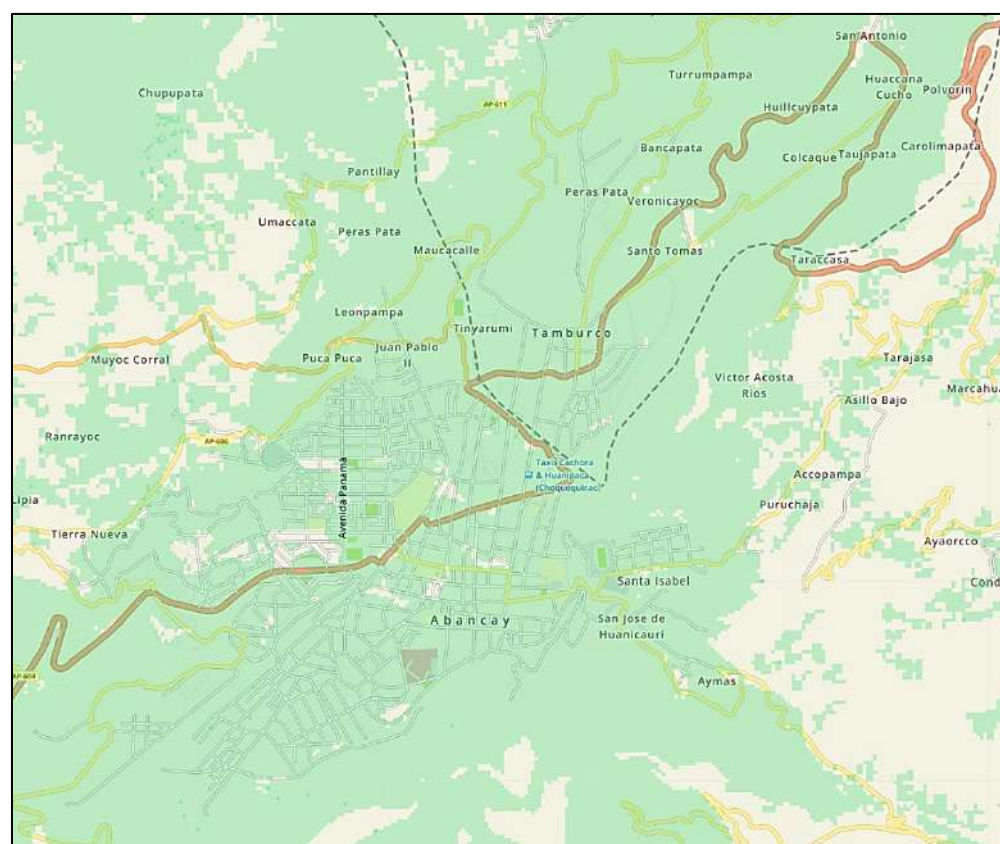 San Antonio
Turrumpampa
Huaccana
Cucho
Polvorin
Chupupata
AP-611
Huillcuypata
Bancapata
Colcaque
Taujapata
Carolimapata
Pantillay
Peras Pata
Veronicayoc
Umaccata
Peras Pata
Maucacalle
Santo Tomas
Taraccasa
Leonpampa
Tinyarumi
Tamburco
Juan Pablo
II
Puca Puca
Muyoc Corral
Tarajasa
Victor Acosta
Rios
Marcahua
Asillo Bajo
Ranrayoc
AP-606
Taxis Cachora
& Huanipaca
(Choquequirao)
Accopampa
Lipia
Avenida Panamá
Puruchaja
Tierra Nueva
Ayaorcco
Santa Isabel
Cond
Abancay
San Jose de
Huanicauri
AP-604
Aymas